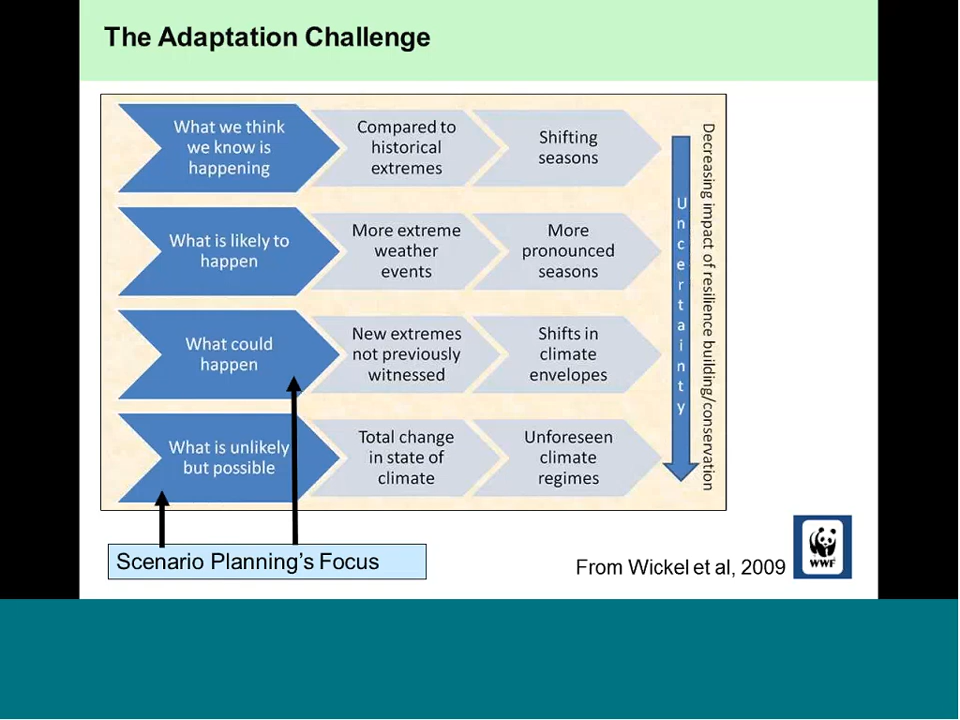 The Adaptation Challenge
What we think
we know is
happening
Compared to
historical
extremes
Shifting
seasons
What is likely to
happen
More extreme
weather
events
More
pronounced
seasons
What could
happen
New extremes
not previously
witnessed
Shifts in
climate
envelopes
What is unlikely
but possible
Total change
in state of
climate
Unforeseen
climate
regimes
Uncertainty
Decreasing impact of resilience building/conservation
Scenario Planning's Focus
From Wickel et al, 2009
WWF